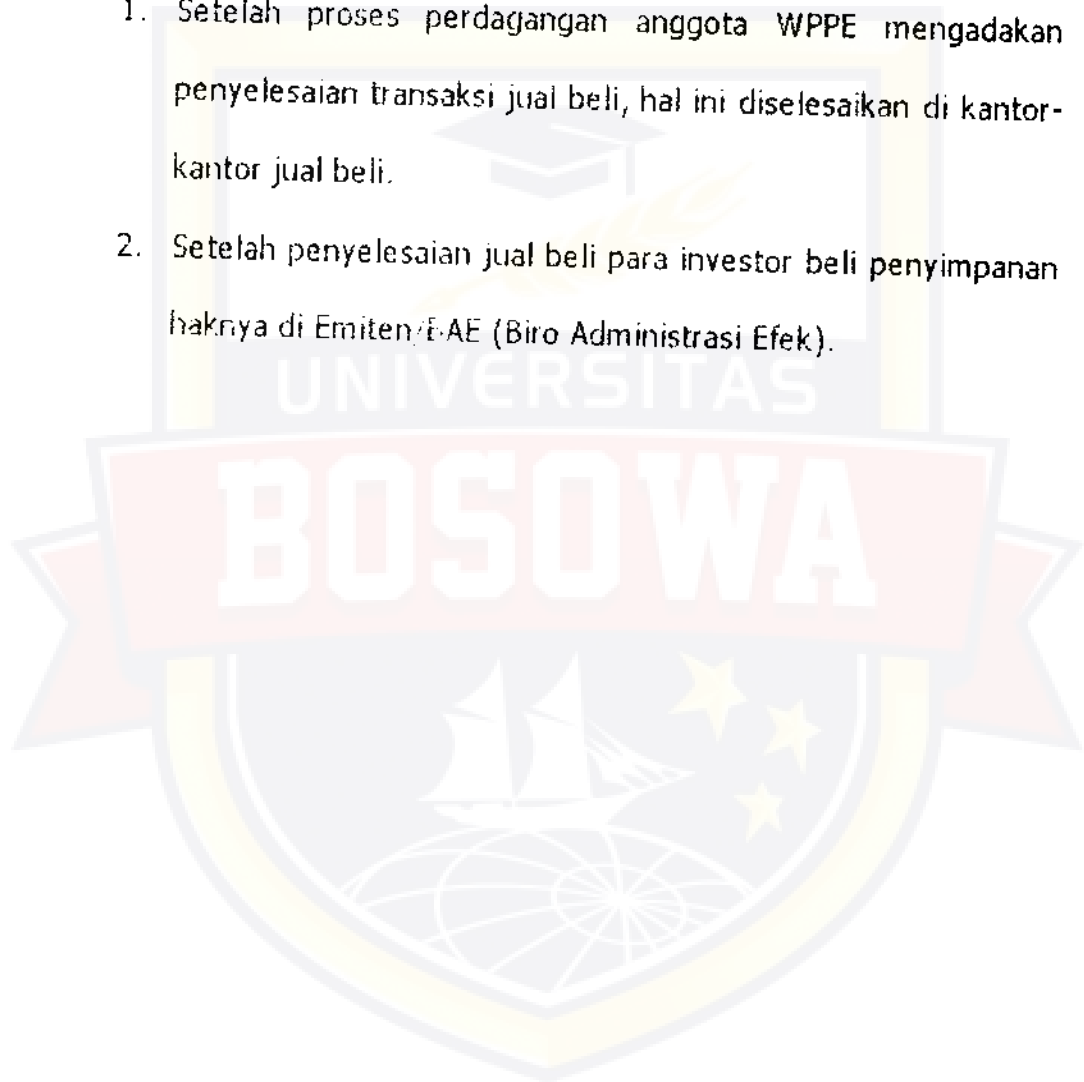 1. Setelah proses perdagangan anggota WPPE mengadakan
penyelesaian transaksi jual beli, hal ini diselesaikan di kantor-
kantor jual beli.
2. Setelah penyelesaian jual beli para investor beli penyimpanan
haknya di Emiten/BAE (Biro Administrasi Efek).
UNIVERSITAS
BOSOWA